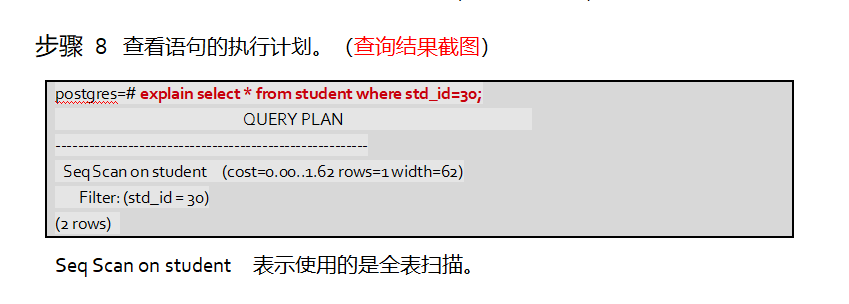 步骤 8 查看语句的执行计划。（查询结果截图）
postgres=# explain select * from student where std_id=30;
QUERY PLAN
-------------------------------------------------------
Seq Scan on student (cost=0.00..1.62 rows=1 width=62)
Filter: (std_id = 30)
(2 rows)
Seq Scan on student 表示使用的是全表扫描。